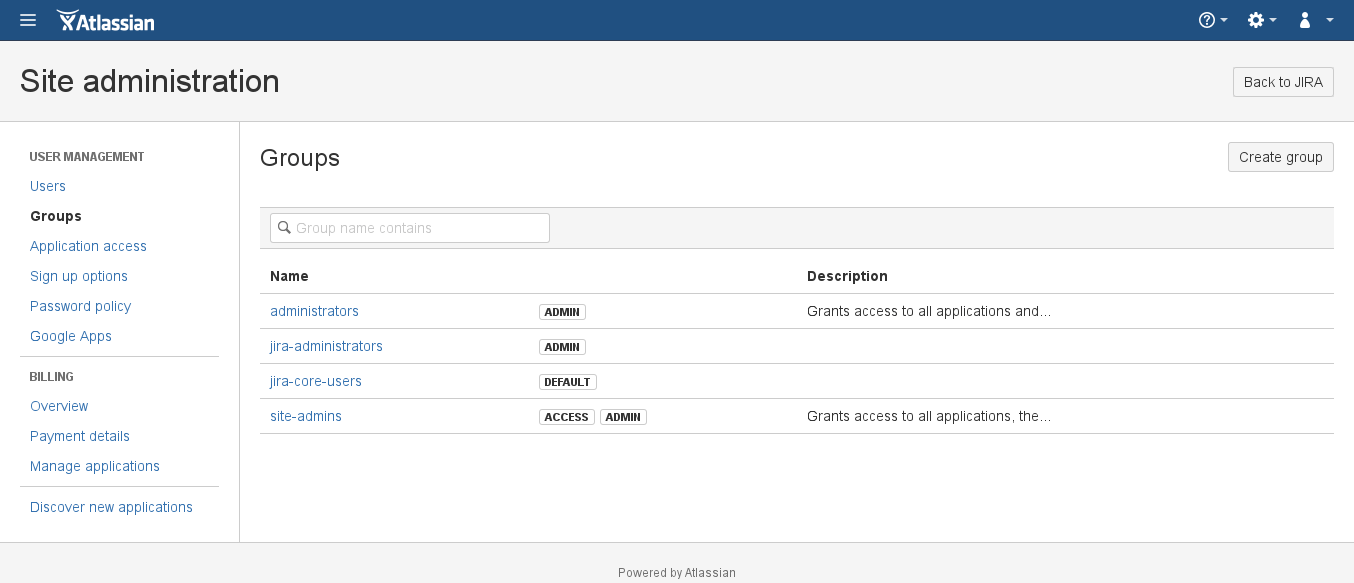 Atlassian
Site administration
Back to JIRA
USER MANAGEMENT
Users
Groups
Application access
Sign up options
Password policy
Google Apps
BILLING
Overview
Payment details
Manage applications
Discover new applications
Groups
Create group
Group name contains
Name Description
administrators ADMIN Grants access to all applications and...
jira-administrators ADMIN
jira-core-users DEFAULT
site-admins ACCESS ADMIN Grants access to all applications, the...
Powered by Atlassian